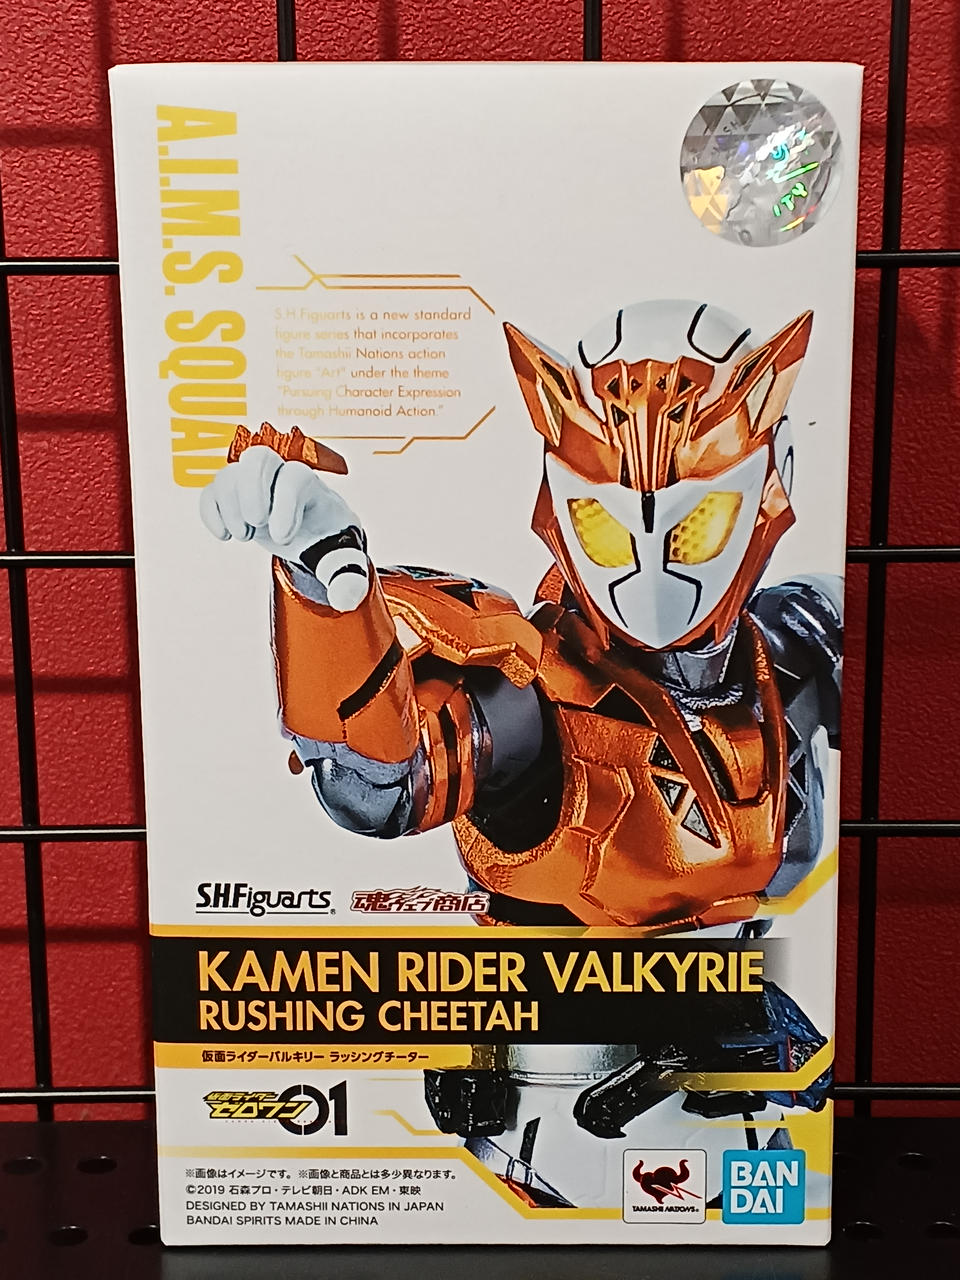 A.I.M.S. SQUAD
S.H.Figuarts is a new standard
figure series that incorporates
the Tamashii Nations action
figure "Art" under the theme
"Pursuing Character Expression
through Humanoid Action."
S.H.Figuarts®
魂ウェブ商店
KAMEN RIDER VALKYRIE
RUSHING CHEETAH
仮面ライダーバルキリー ラッシングチーター
仮面ライダー
ゼロワン 01
※画像はイメージです。※画像と商品とは多少異なります。
©2019 石森プロ・テレビ朝日・ADK EM・東映
DESIGNED BY TAMASHII NATIONS IN JAPAN
BANDAI SPIRITS MADE IN CHINA
TAMASHII NATIONS®
BAN
DAI